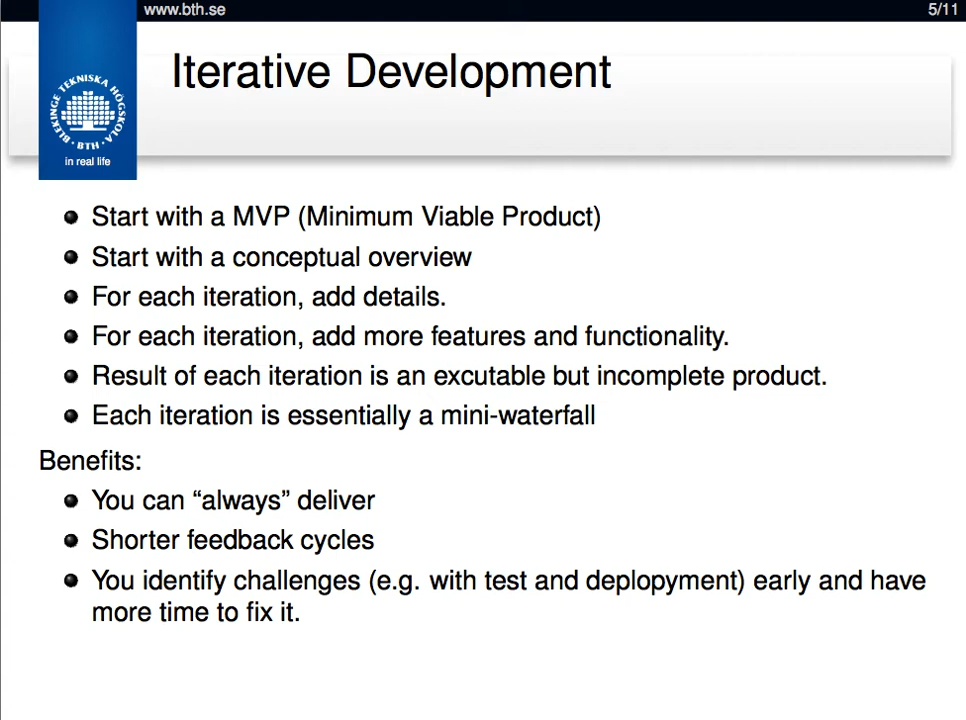 www.bth.se
5/11
Iterative Development
BLEKINGE TEKNISKA HÖGSKOLA
BTH
in real life
Start with a MVP (Minimum Viable Product)
Start with a conceptual overview
For each iteration, add details.
For each iteration, add more features and functionality.
Result of each iteration is an excutable but incomplete product.
Each iteration is essentially a mini-waterfall
Benefits:
You can “always” deliver
Shorter feedback cycles
You identify challenges (e.g. with test and deplopyment) early and have
more time to fix it.